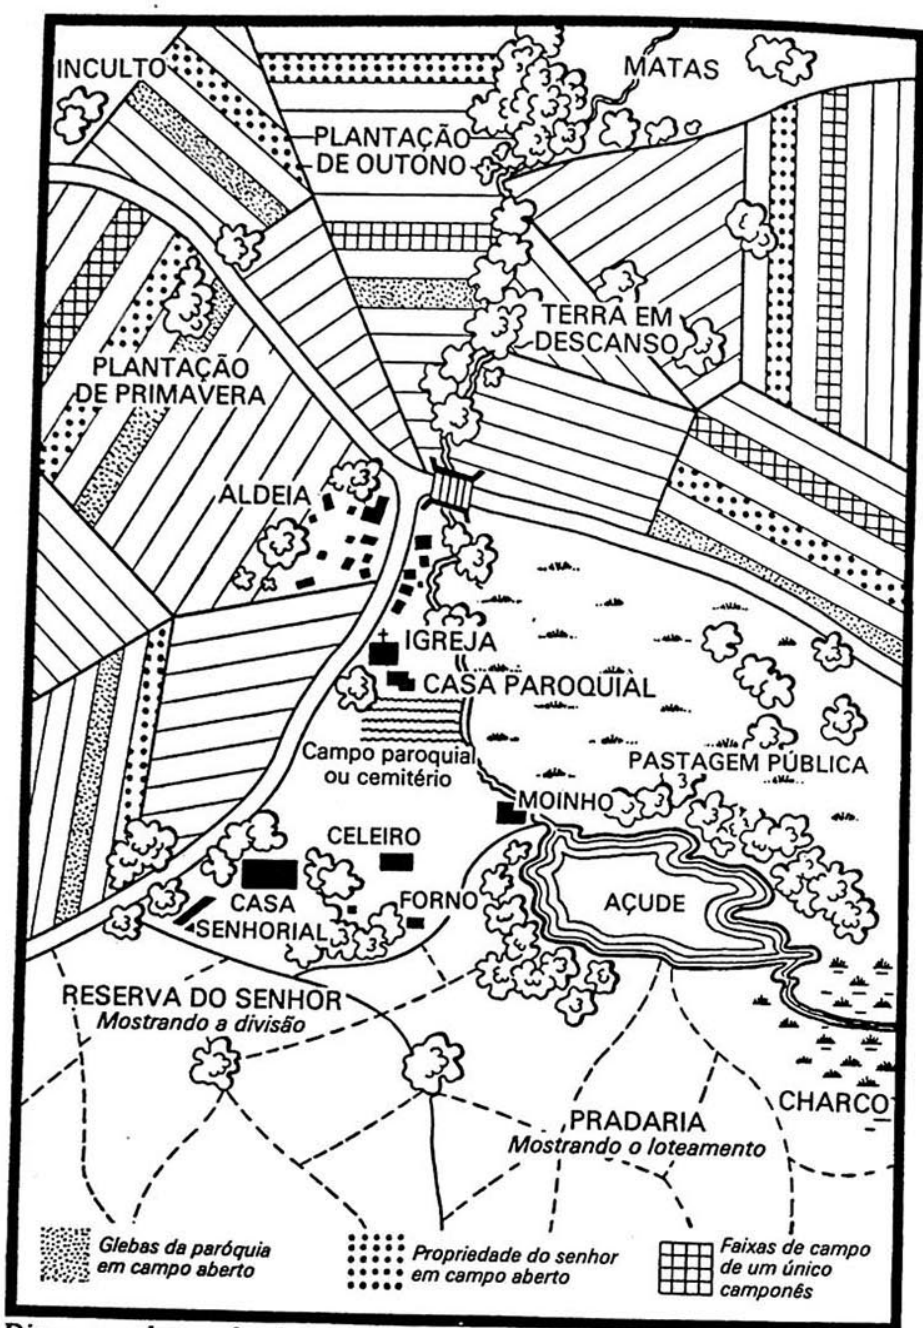 INCULTO
MATAS
PLANTAÇÃO
DE OUTONO
TERRA EM
DESCANSO
PLANTAÇÃO
DE PRIMAVERA
ALDEIA
IGREJA
CASA PAROQUIAL
Campo paroquial
ou cemitério
PASTAGEM PÚBLICA
MOINHO
CELEIRO
CASA
SENHORIAL
FORNO
AÇUDE
RESERVA DO SENHOR
Mostrando a divisão
CHARCO
PRADARIA
Mostrando o loteamento
Glebas da paróquia
em campo aberto
Propriedade do senhor
em campo aberto
Faixas de campo
de um único
camponês